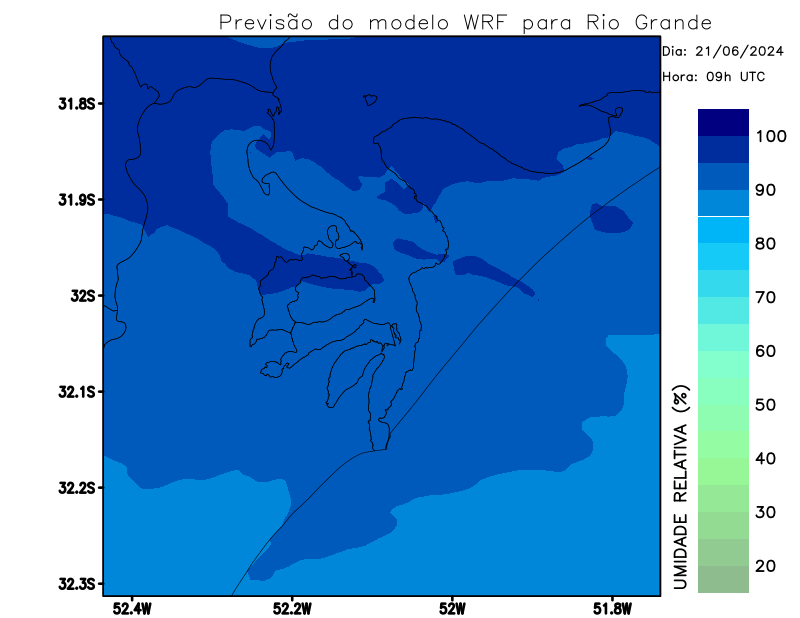 Previsão do modelo WRF para Rio Grande
Dia: 21/06/2024
Hora: 09h UTC
31.8S
31.9S
32S
32.1S
32.2S
32.3S
52.4W
52.2W
52W
51.8W
UMIDADE RELATIVA (%)
100
90
80
70
60
50
40
30
20